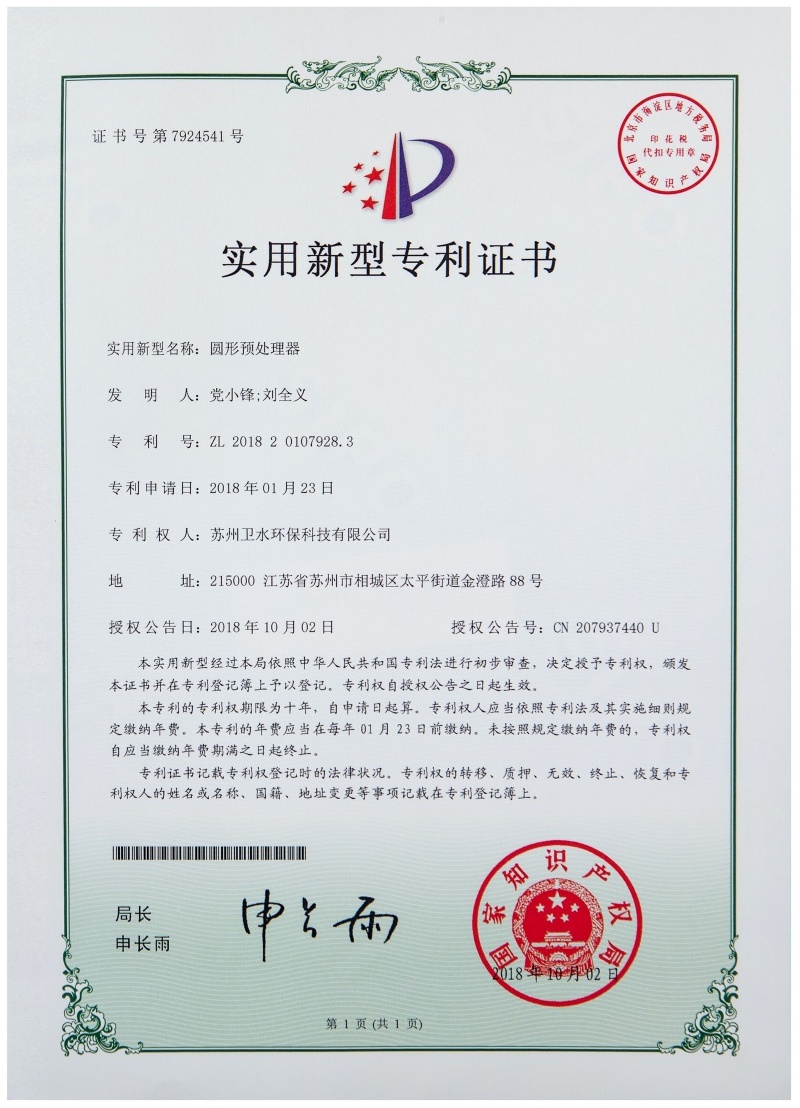 证书号第7924541号
北京市海淀区地方税务局
印花税
代扣专用章
国家知识产权局
实用新型专利证书
实用新型名称：圆形预处理器
发明人：党小锋;刘全义
专利号：ZL 2018 2 0107928.3
专利申请日：2018年01月23日
专利权人：苏州卫水环保科技有限公司
地址：215000 江苏省苏州市相城区太平街道金澄路88号
授权公告日：2018年10月02日 授权公告号：CN 207937440 U
本实用新型经过本局依照中华人民共和国专利法进行初步审查，决定授予专利权，颁发
本证书并在专利登记簿上予以登记。专利权自授权公告之日起生效。
本专利的专利权期限为十年，自申请日起算。专利权人应当依照专利法及其实施细则规
定缴纳年费。本专利的年费应当在每年01月23日前缴纳。未按照规定缴纳年费的，专利权
自应当缴纳年费期满之日起终止。
专利证书记载专利权登记时的法律状况。专利权的转移、质押、无效、终止、恢复和专
利权人的姓名或名称、国籍、地址变更等事项记载在专利登记簿上。
局长
申长雨
申长雨
国家知识产权局
2018年10月02日
第1页(共1页)